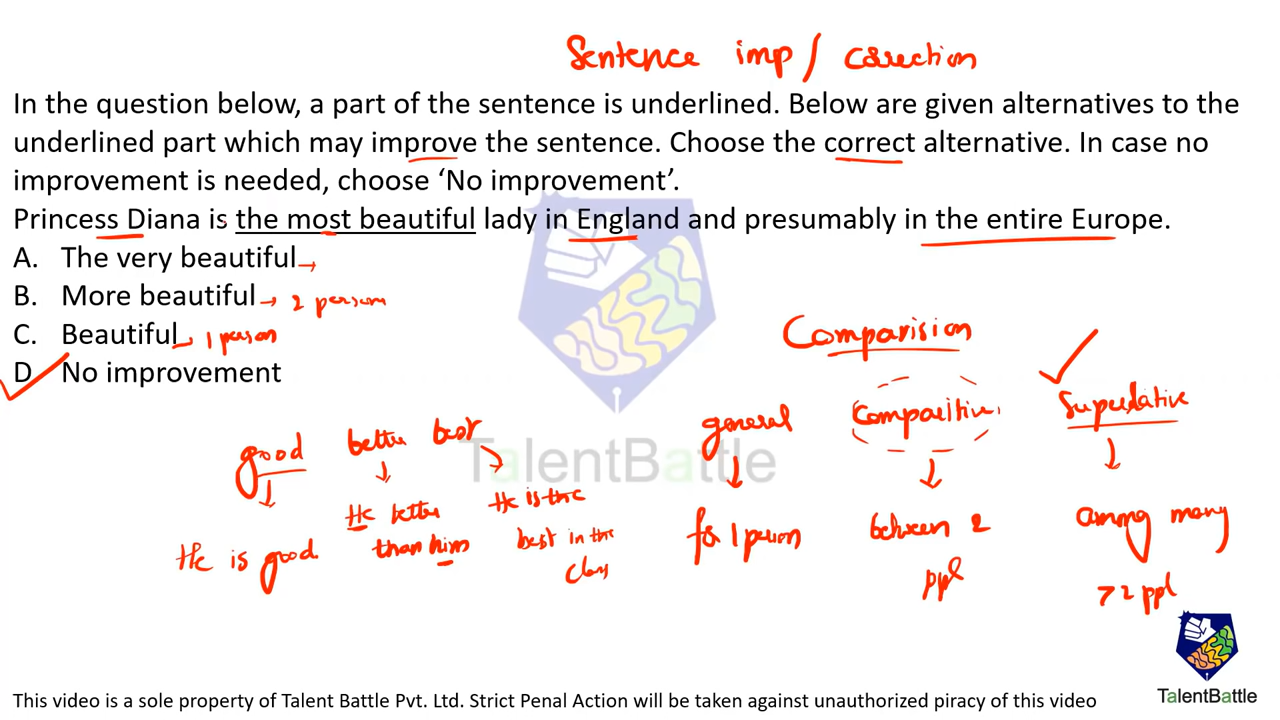 Sentence imp / Correction
In the question below, a part of the sentence is underlined. Below are given alternatives to the
underlined part which may improve the sentence. Choose the correct alternative. In case no
improvement is needed, choose ‘No improvement’.
Princess Diana is the most beautiful lady in England and presumably in the entire Europe.
A. The very beautiful →
B. More beautiful → 2 person
C. Beautiful → 1 person
D. No improvement
Comparision
general Comparitive Superlative
good better best
TalentBattle
for 1 person between 2 ppl among many >2 ppl
He is good
He better than him
He is the best in the class
TalentBattle
This video is a sole property of Talent Battle Pvt. Ltd. Strict Penal Action will be taken against unauthorized piracy of this video